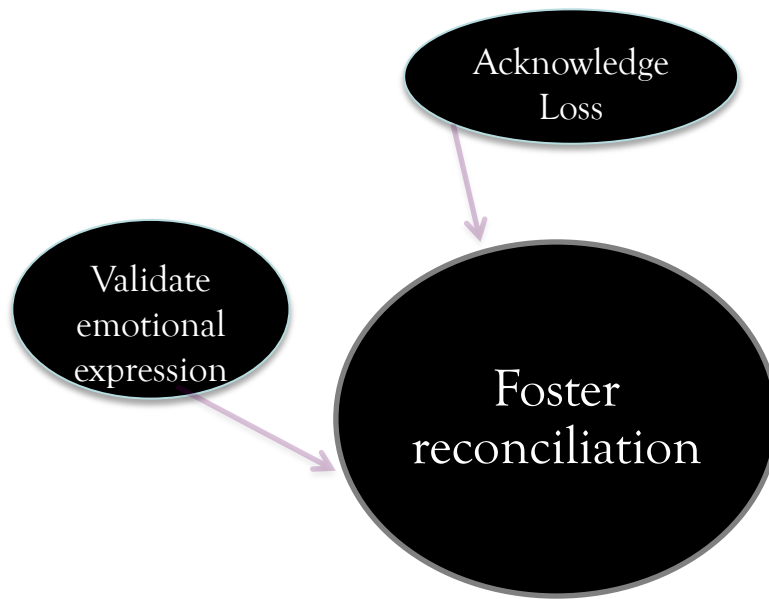 Acknowledge
Loss
Validate
emotional
expression
Foster
reconciliation